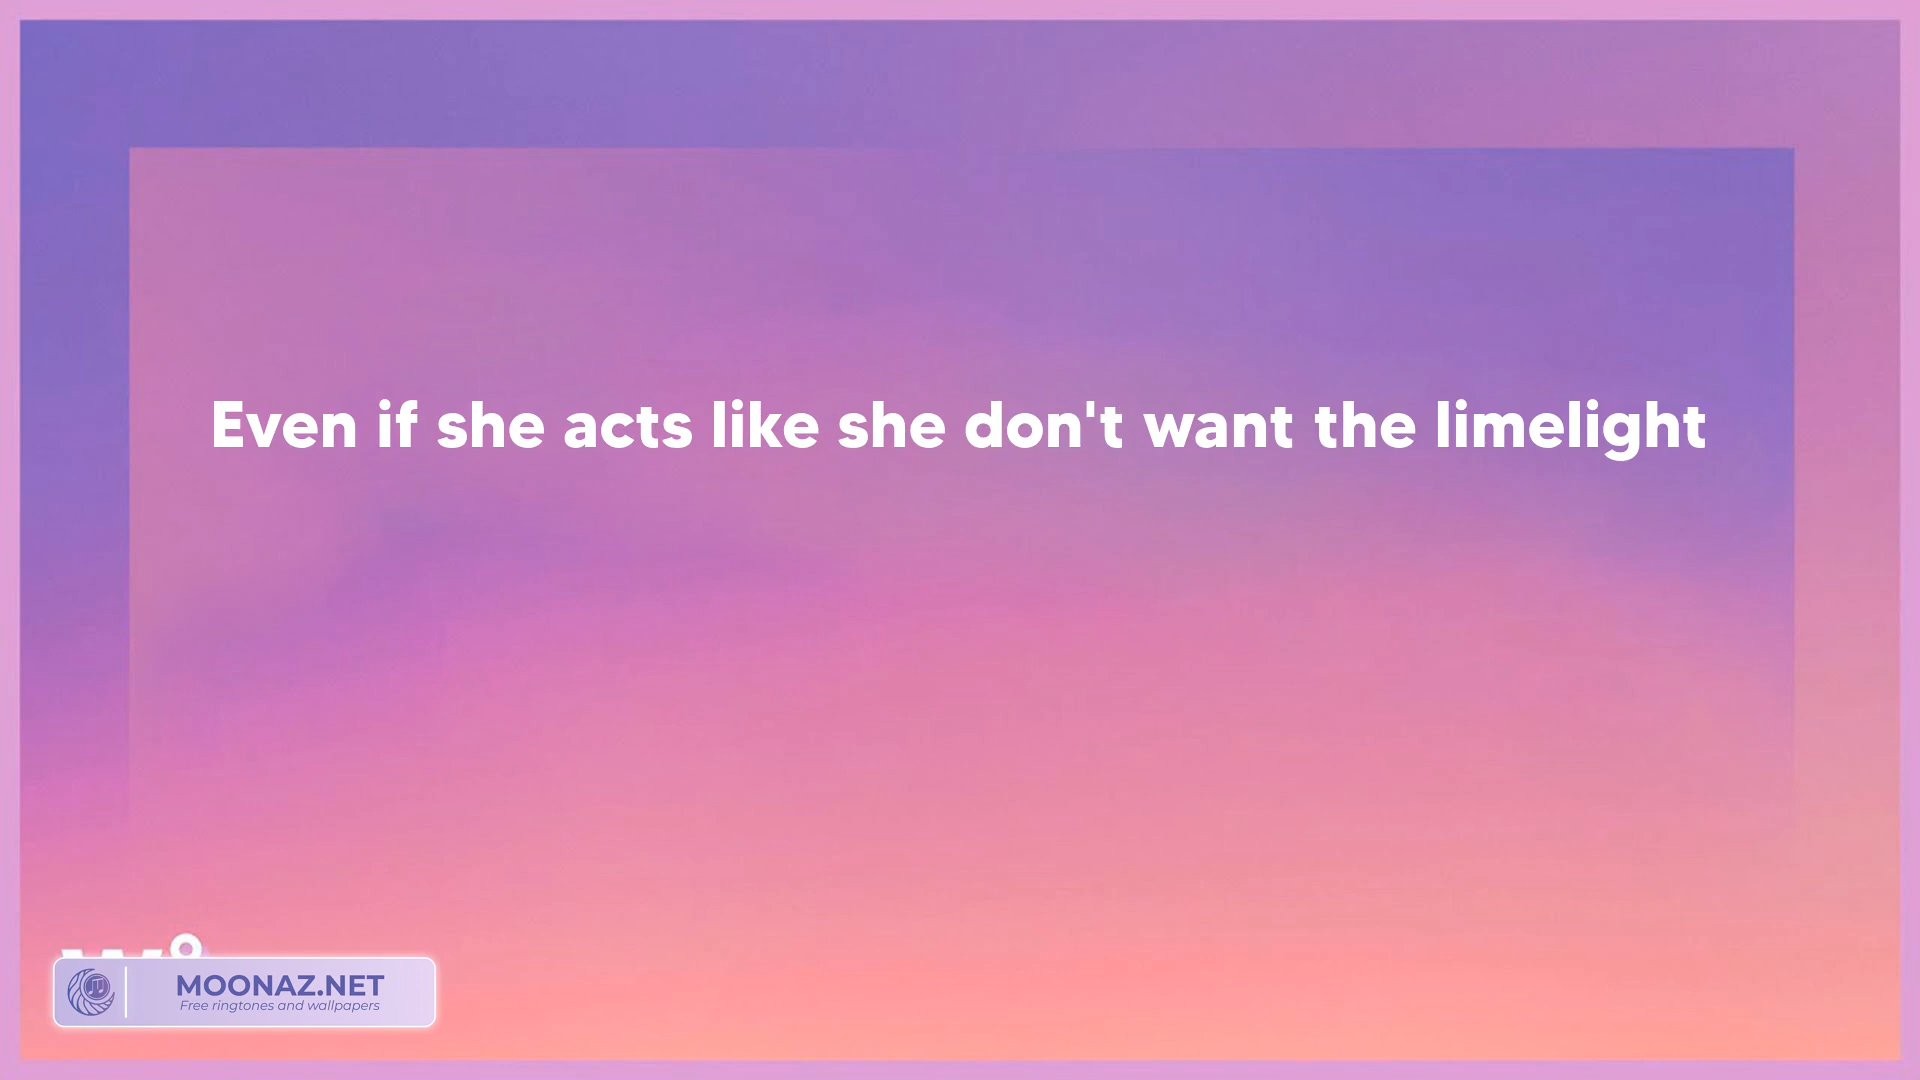 Even if she acts like she don't want the limelight
MOONAZ.NET
Free ringtones and wallpapers